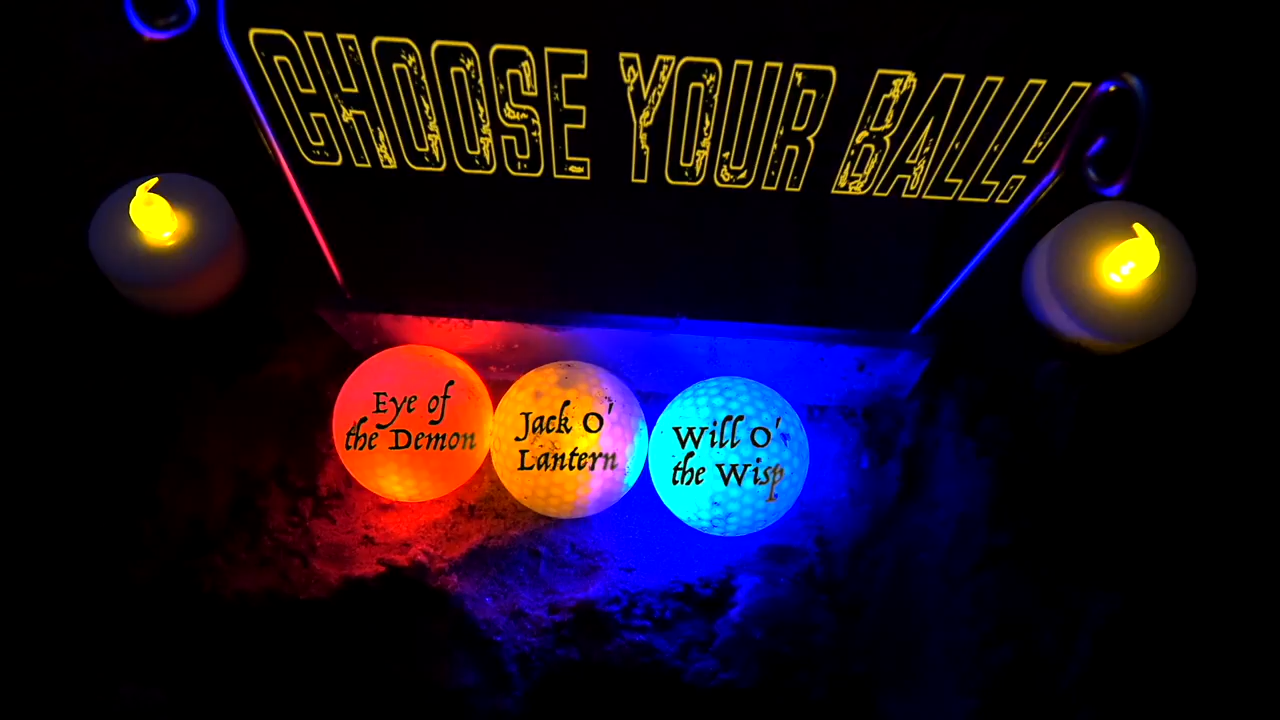 CHOOSE YOUR BALL!
Eye of
the Demon
Jack O'
Lantern
Will O'
the Wisp